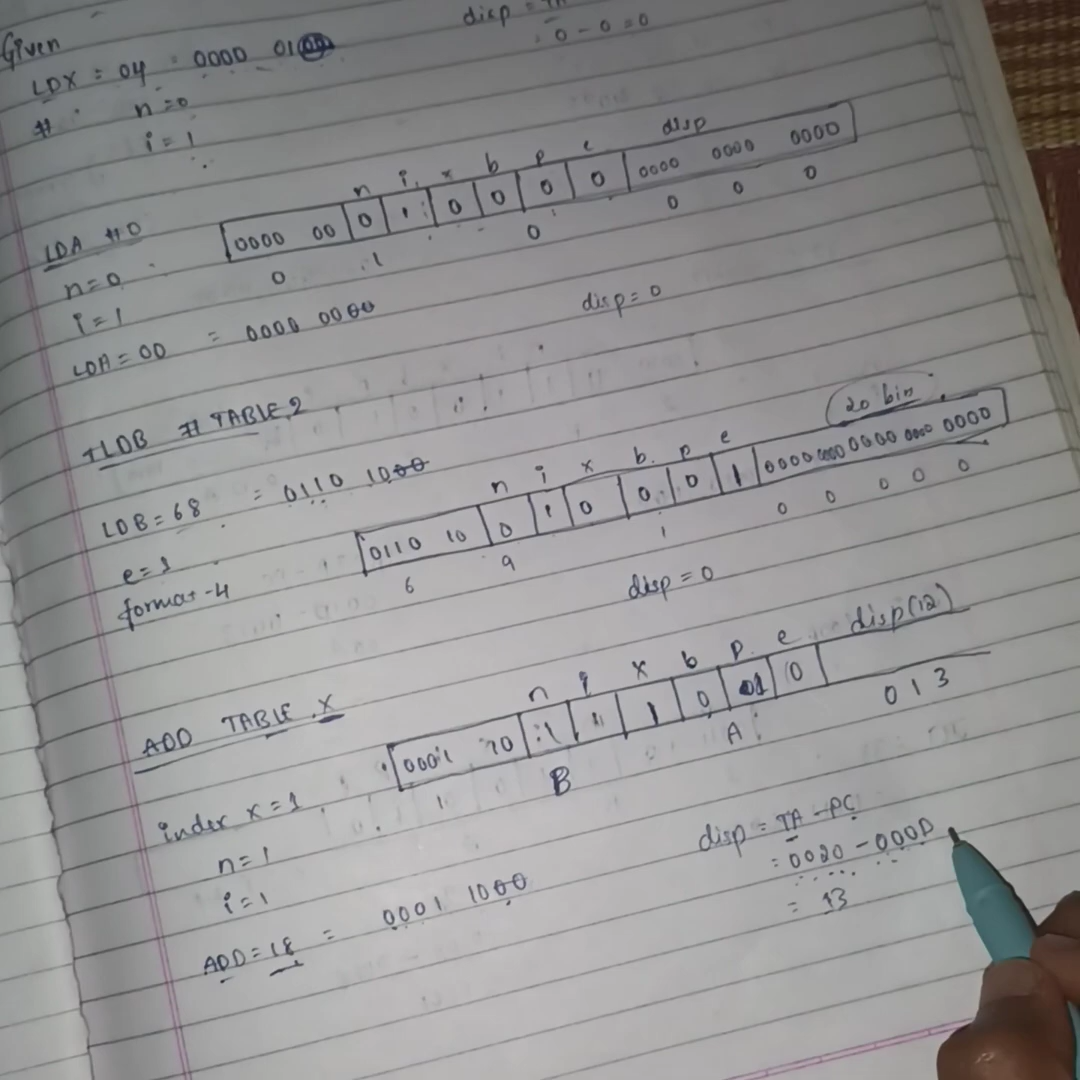 Given
disp =
: 0 - 0 = 0
LDX = 04 = 0000 01
# n = 0
i = 1
n i x b p e disp
0000 00 0 1 0 0 0 0 0000 0000 0000
0 1 0 0 0 0
LDA #0
n = 0
i = 1
LDA = 00 = 0000 0000
disp = 0
+LDB # TABLE 2
LDB = 68 = 0110 1000
20 bin
n i x b p e
0110 10 0 1 0 0 0 1 0000 0000 0000 0000 0000
6 9 1 0 0 0 0 0
e = 1
format-4
disp = 0
ADD TABLE, X
n i x b p e disp(12)
0001 10 1 1 1 0 1 0
1 B A 0 1 3
index x = 1
n = 1
i = 1
ADD = 18 = 0001 1000
disp = TA - PC
= 0020 - 000D
= 13